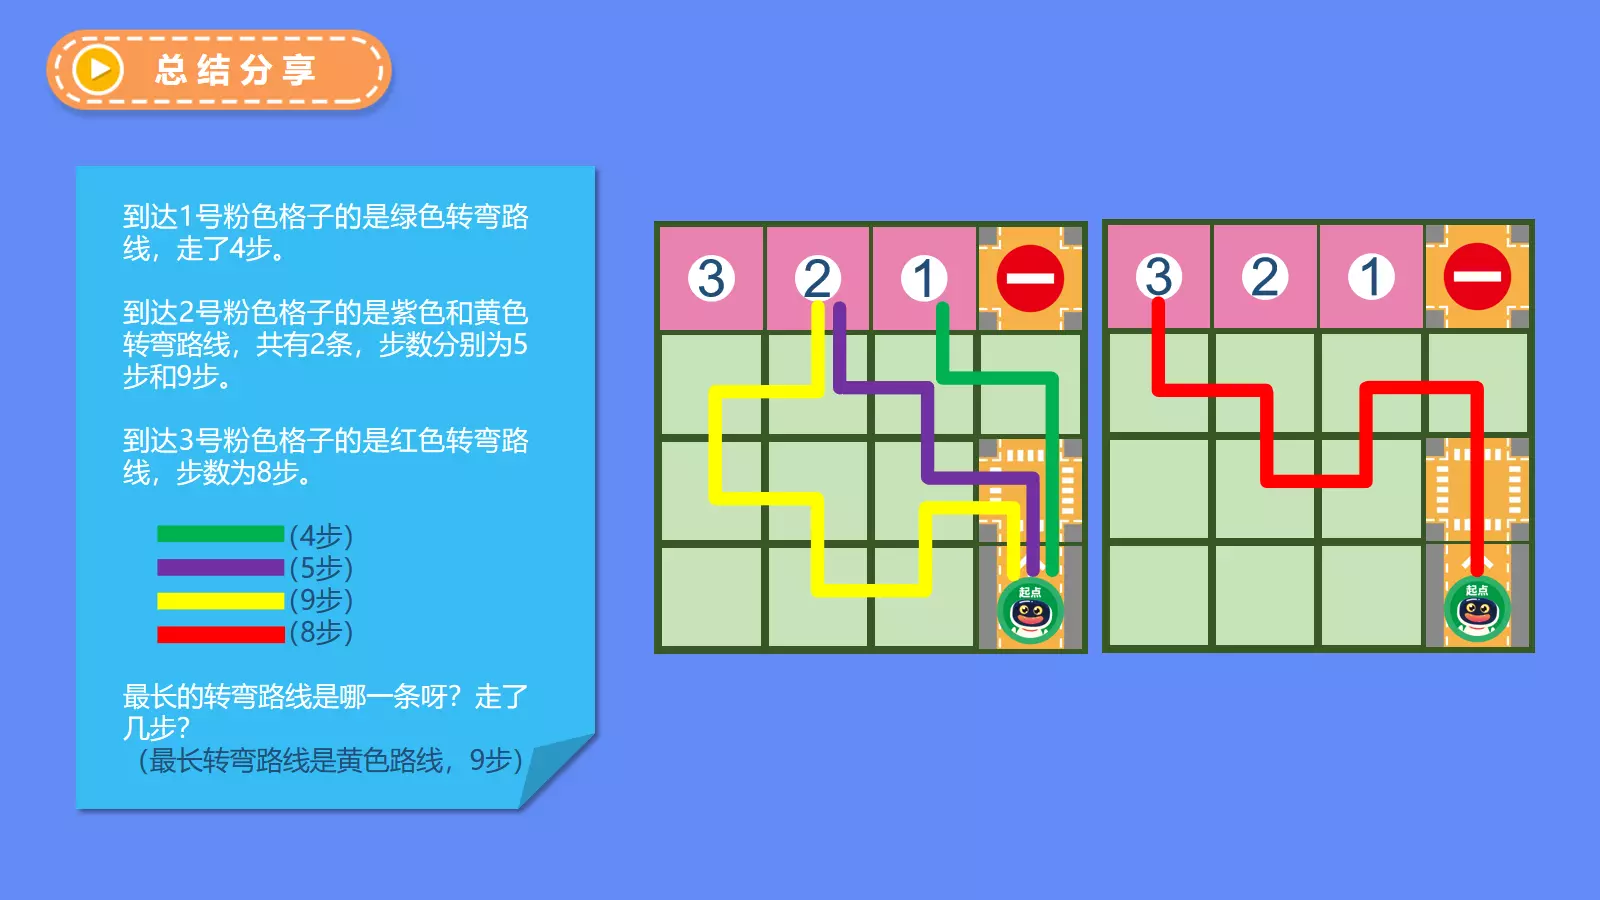 总结分享
到达1号粉色格子的是绿色转弯路
线，走了4步。
到达2号粉色格子的是紫色和黄色
转弯路线，共有2条，步数分别为5
步和9步。
到达3号粉色格子的是红色转弯路
线，步数为8步。
(4步)
(5步)
(9步)
(8步)
最长的转弯路线是哪一条呀？走了
几步？
（最长转弯路线是黄色路线，9步）
3 2 1
起点
3 2 1
起点